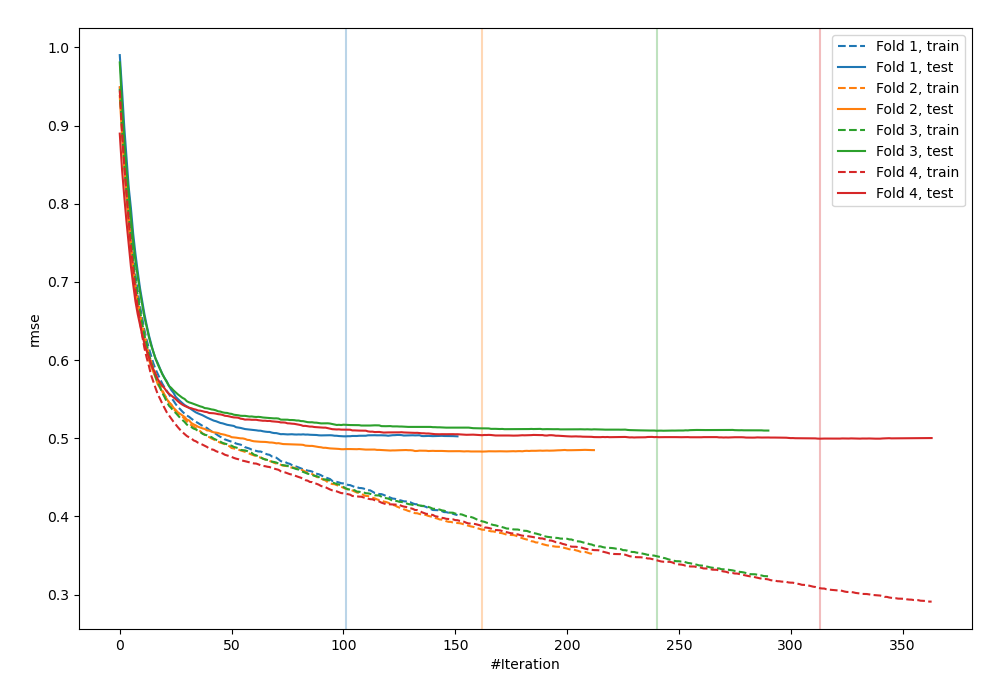 1.0
0.9
0.8
0.7
0.6
0.5
0.4
0.3
rmse
0
50
100
150
200
250
300
350
#Iteration
Fold 1, train
Fold 1, test
Fold 2, train
Fold 2, test
Fold 3, train
Fold 3, test
Fold 4, train
Fold 4, test